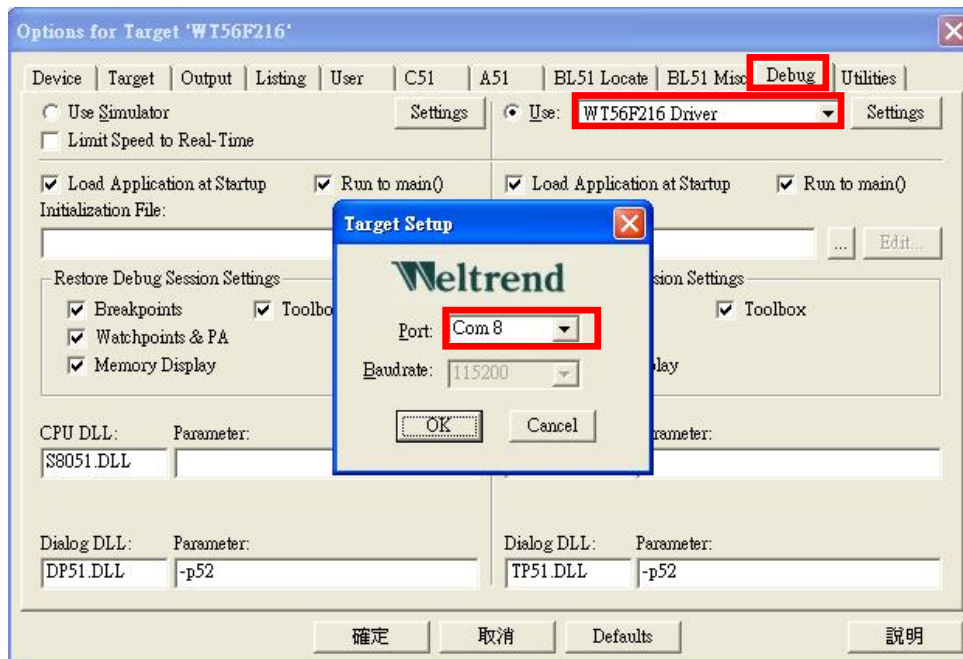 Options for Target 'WT56F216'
Device Target Output Listing User C51 A51 BL51 Locate BL51 Misc Debug Utilities
Use Simulator Settings Use: WT56F216 Driver Settings
Limit Speed to Real-Time
Load Application at Startup Run to main() Load Application at Startup Run to main()
Initialization File:
... Edit...
Target Setup
Weltrend
Port: Com 8
Baudrate: 115200
OK Cancel
Restore Debug Session Settings sion Settings
Breakpoints Toolbo Toolbox
Watchpoints & PA
Memory Display lay
CPU DLL: Parameter: rameter:
S8051.DLL
Dialog DLL: Parameter: Dialog DLL: Parameter:
DP51.DLL -p52 TP51.DLL -p52
確定 取消 Defaults 說明